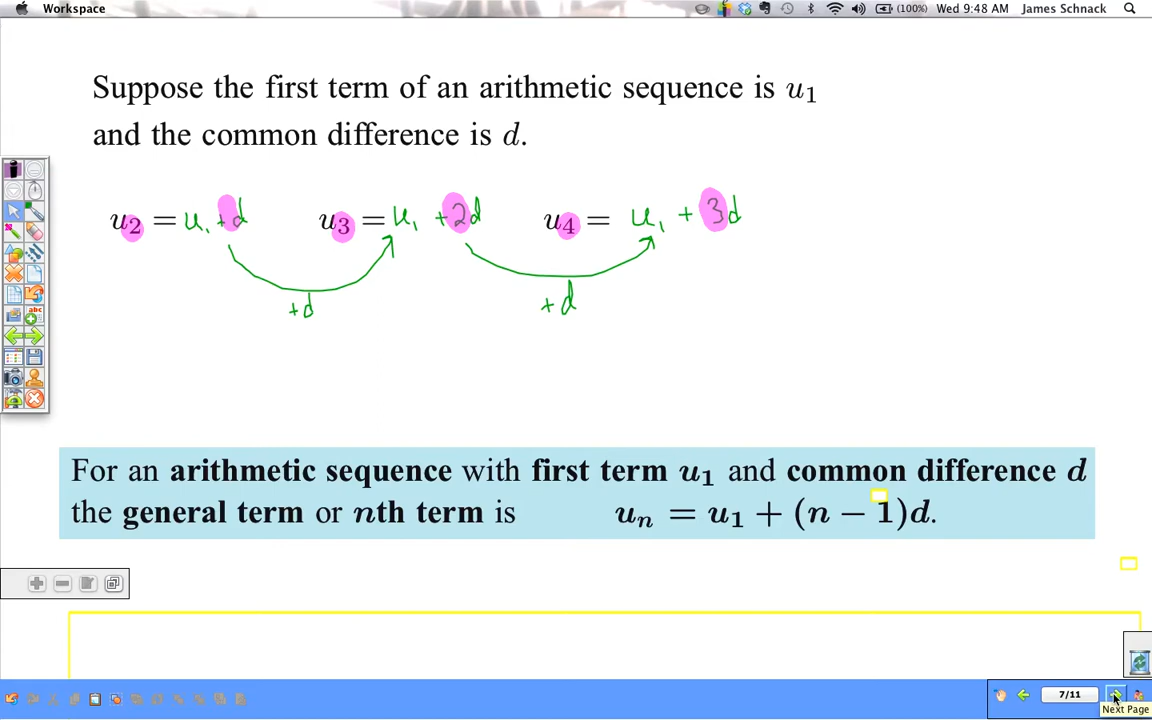 Workspace (100%) Wed 9:48 AM James Schnack
Suppose the first term of an arithmetic sequence is u₁
and the common difference is d.
u₂ = u₁ + d u₃ = u₁ + 2d u₄ = u₁ + 3d
+d +d
For an arithmetic sequence with first term u₁ and common difference d
the general term or nth term is uₙ = u₁ + (n − 1)d.
7/11
Next Page